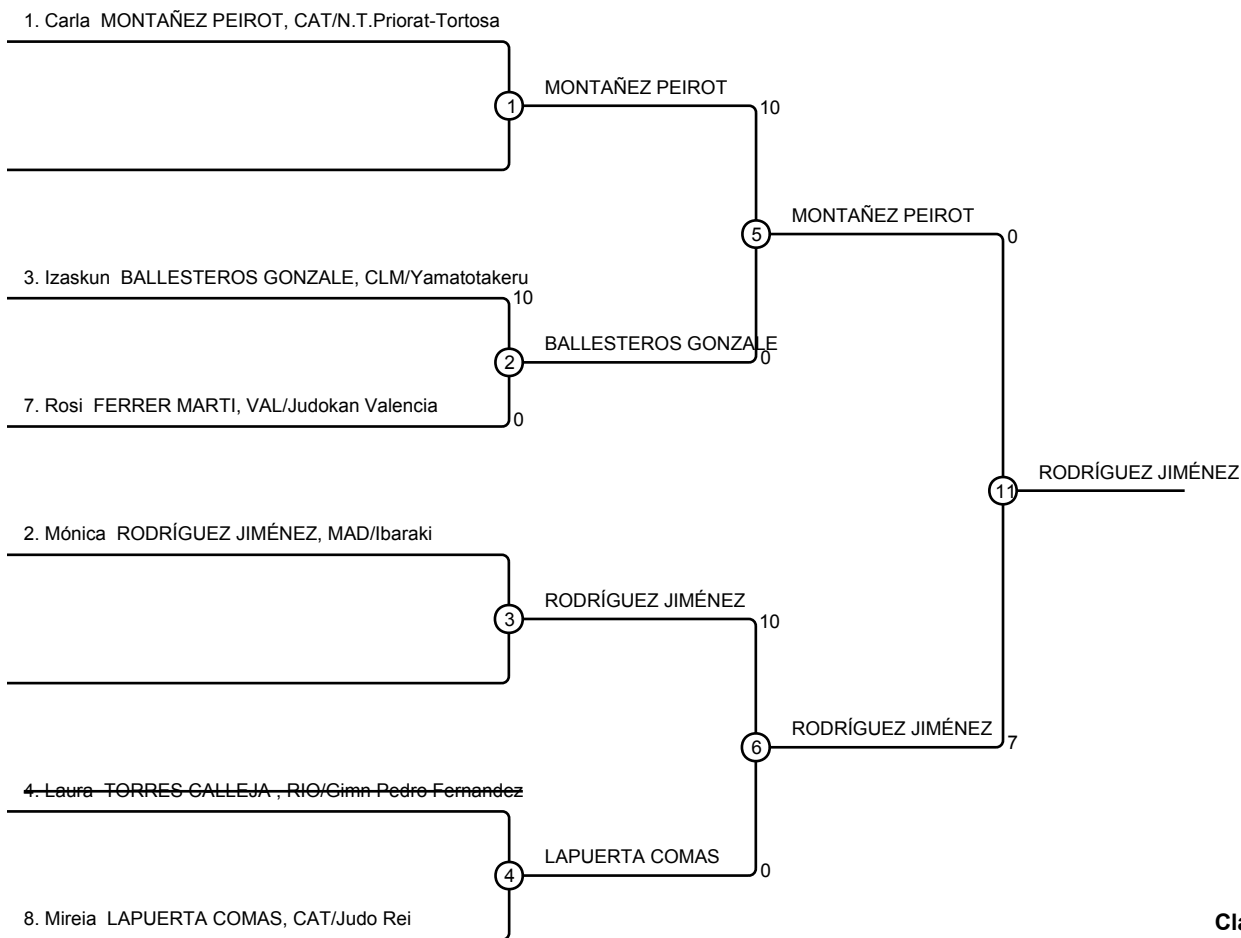 1. Carla  MONTAÑEZ PEIROT, CAT/N.T.Priorat-Tortosa
MONTAÑEZ PEIROT
1
10
MONTAÑEZ PEIROT
5
0
3. Izaskun  BALLESTEROS GONZALE, CLM/Yamatotakeru
10
BALLESTEROS GONZALE
2
0
7. Rosi  FERRER MARTI, VAL/Judokan Valencia
0
RODRÍGUEZ JIMÉNEZ
11
2. Mónica  RODRÍGUEZ JIMÉNEZ, MAD/Ibaraki
RODRÍGUEZ JIMÉNEZ
3
10
RODRÍGUEZ JIMÉNEZ
6
7
4. Laura  TORRES CALLEJA , RIO/Gimn Pedro Fernandez
LAPUERTA COMAS
4
0
8. Mireia  LAPUERTA COMAS, CAT/Judo Rei